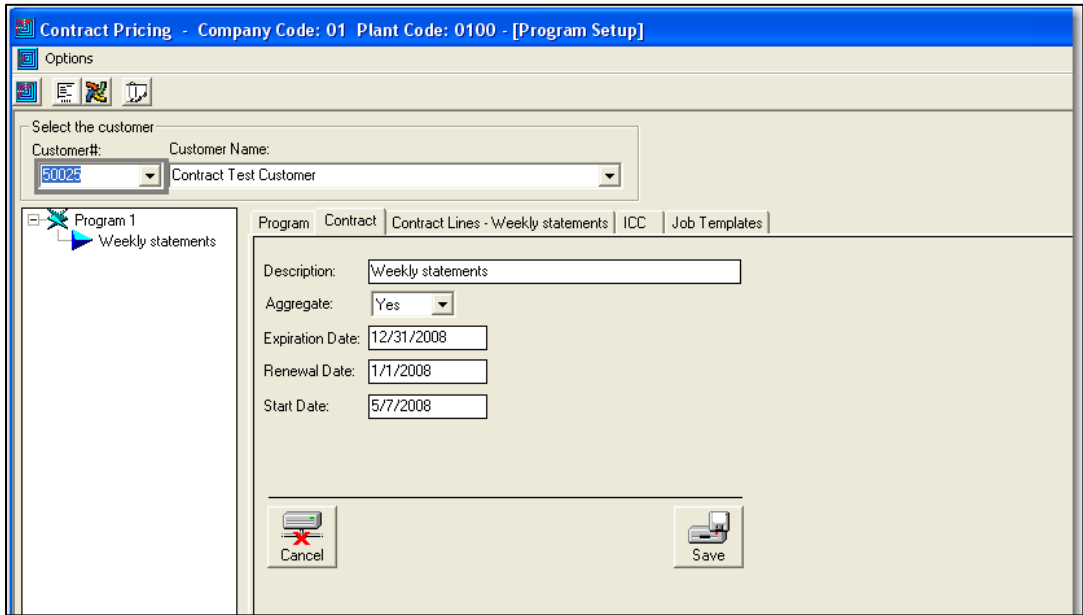 Contract Pricing - Company Code: 01 Plant Code: 0100 - [Program Setup]
Options
Select the customer
Customer#: Customer Name:
50025 Contract Test Customer
Program 1
Weekly statements
Program Contract Contract Lines - Weekly statements ICC Job Templates
Description: Weekly statements
Aggregate: Yes
Expiration Date: 12/31/2008
Renewal Date: 1/1/2008
Start Date: 5/7/2008
Cancel Save